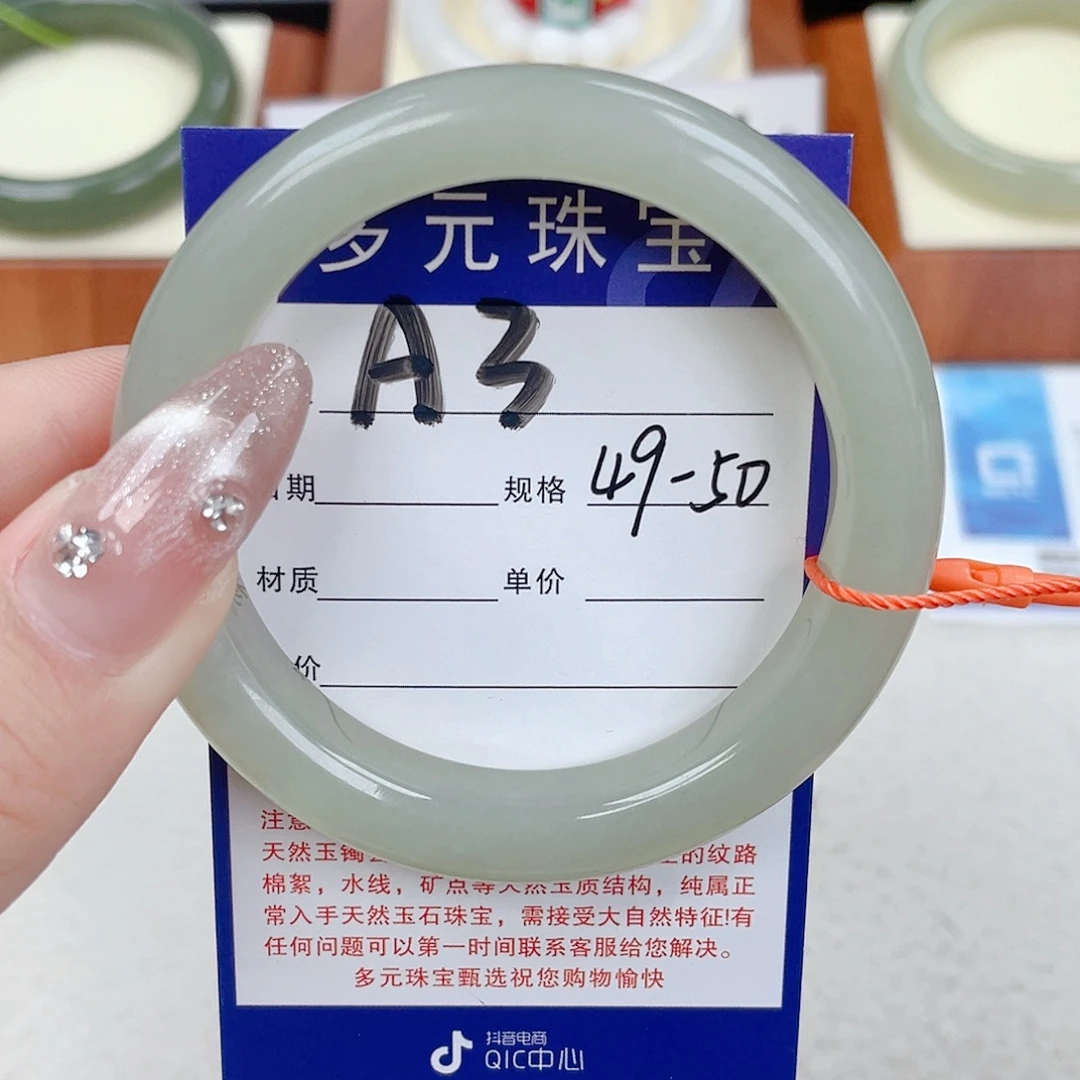 多元珠宝
A3
日期 规格 49-50
材质 单价
价
注意
天然玉镯 的纹路
棉絮，水线，矿点等天然玉质结构，纯属正
常入手天然玉石珠宝，需接受大自然特征!有
任何问题可以第一时间联系客服给您解决。
多元珠宝甄选祝您购物愉快
抖音电商
QIC中心